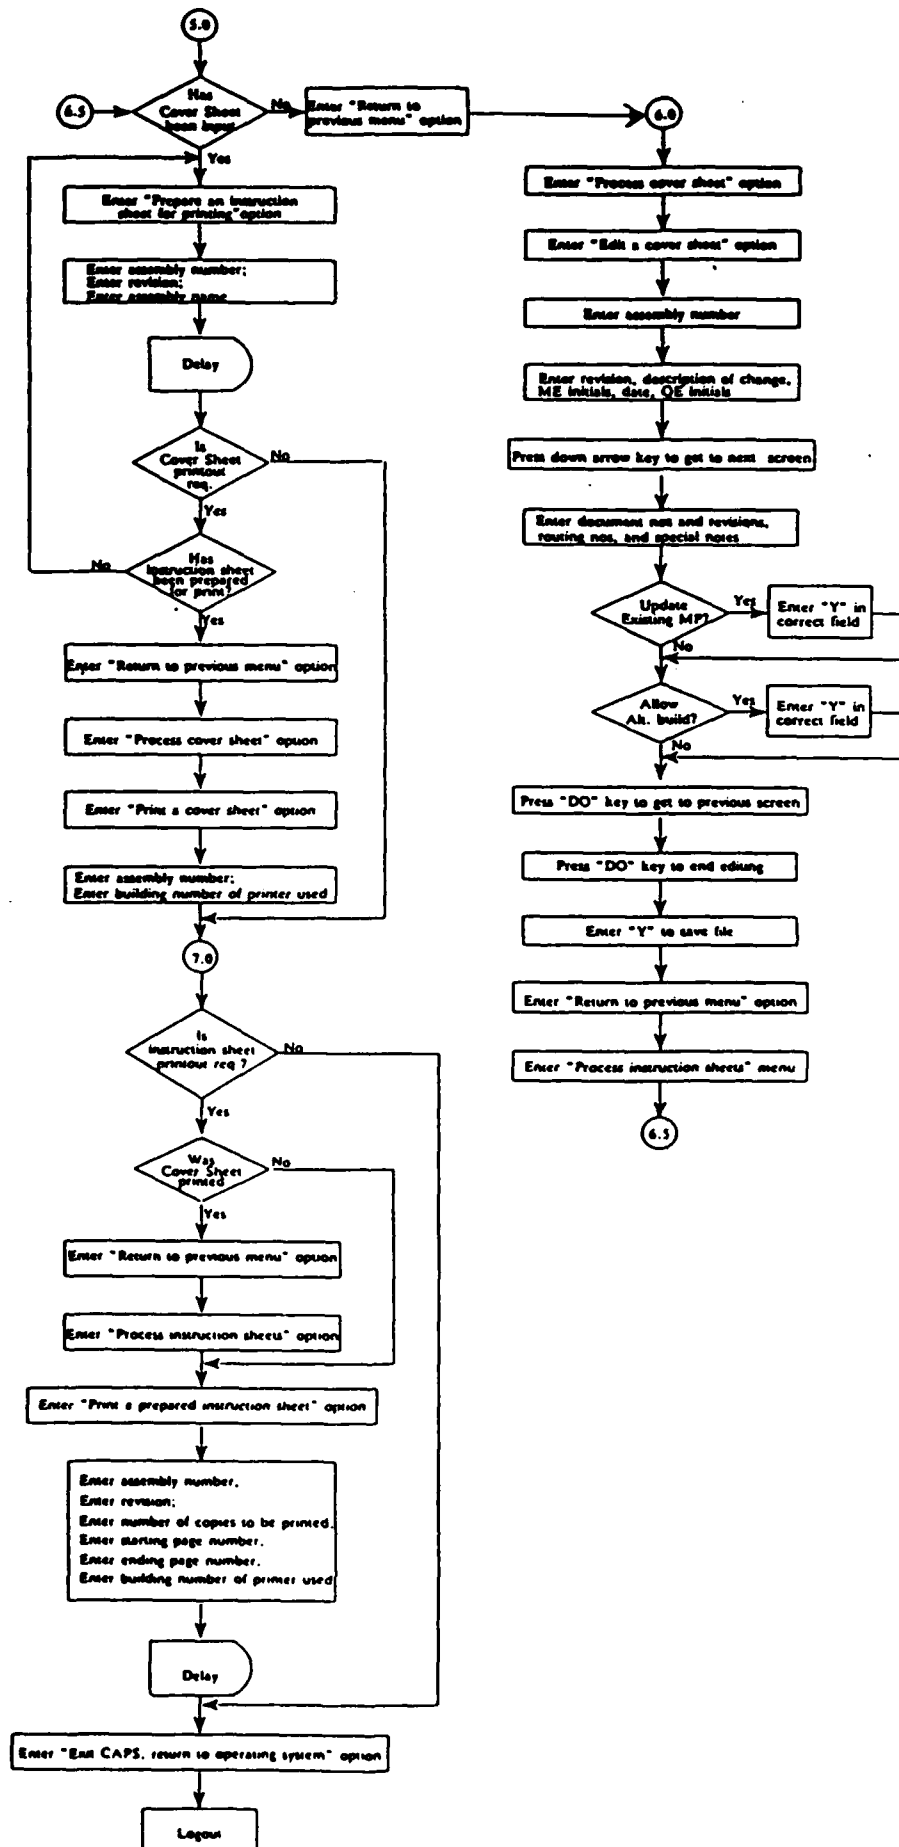 5.0
6.5
Has
Cover Sheet
been input
No
Enter "Return to
previous menu" option
Yes
Enter "Prepare an instruction
sheet for printing" option
Enter assembly number;
Enter revision;
Enter assembly name
Delay
Is
Cover Sheet
printout
req.
No
Yes
Has
instruction sheet
been prepared
for print?
No
Yes
Enter "Return to previous menu" option
Enter "Process cover sheet" option
Enter "Print a cover sheet" option
Enter assembly number;
Enter building number of printer used
7.0
Is
instruction sheet
printout req ?
No
Yes
Was
Cover Sheet
printed
No
Yes
Enter "Return to previous menu" option
Enter "Process instruction sheets" option
Enter "Print a prepared instruction sheet" option
Enter assembly number,
Enter revision;
Enter number of copies to be printed,
Enter starting page number,
Enter ending page number,
Enter building number of printer used
Delay
Enter "Exit CAPS, return to operating system" option
Logout
6.0
Enter "Process cover sheet" option
Enter "Edit a cover sheet" option
Enter assembly number
Enter revision, description of change,
ME initials, date, QE initials
Press down arrow key to get to next screen
Enter document nos and revisions,
routing nos, and special notes
Update
Existing MP?
Yes
Enter "Y" in
correct field
No
Allow
Alt. build?
Yes
Enter "Y" in
correct field
No
Press "DO" key to get to previous screen
Press "DO" key to end editing
Enter "Y" to save file
Enter "Return to previous menu" option
Enter "Process instruction sheets" menu
6.5